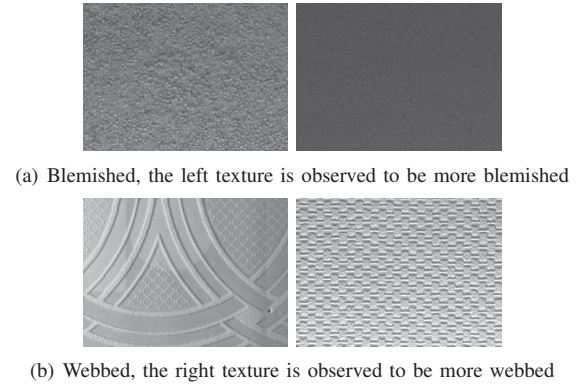 (a) Blemished, the left texture is observed to be more blemished
(b) Webbed, the right texture is observed to be more webbed